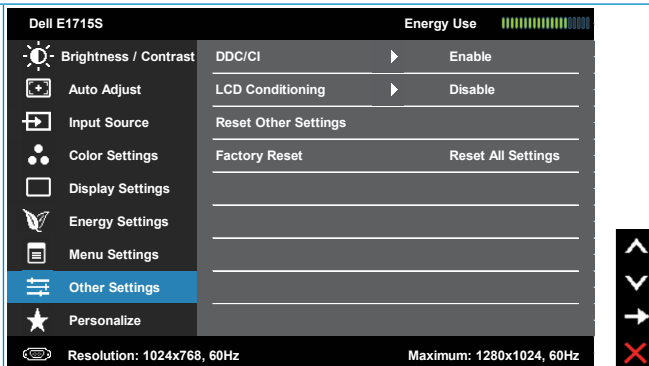 Dell E1715S Energy Use
Brightness / Contrast DDC/CI Enable
Auto Adjust LCD Conditioning Disable
Input Source Reset Other Settings
Color Settings Factory Reset Reset All Settings
Display Settings
Energy Settings
Menu Settings
Other Settings
Personalize
Resolution: 1024x768, 60Hz Maximum: 1280x1024, 60Hz